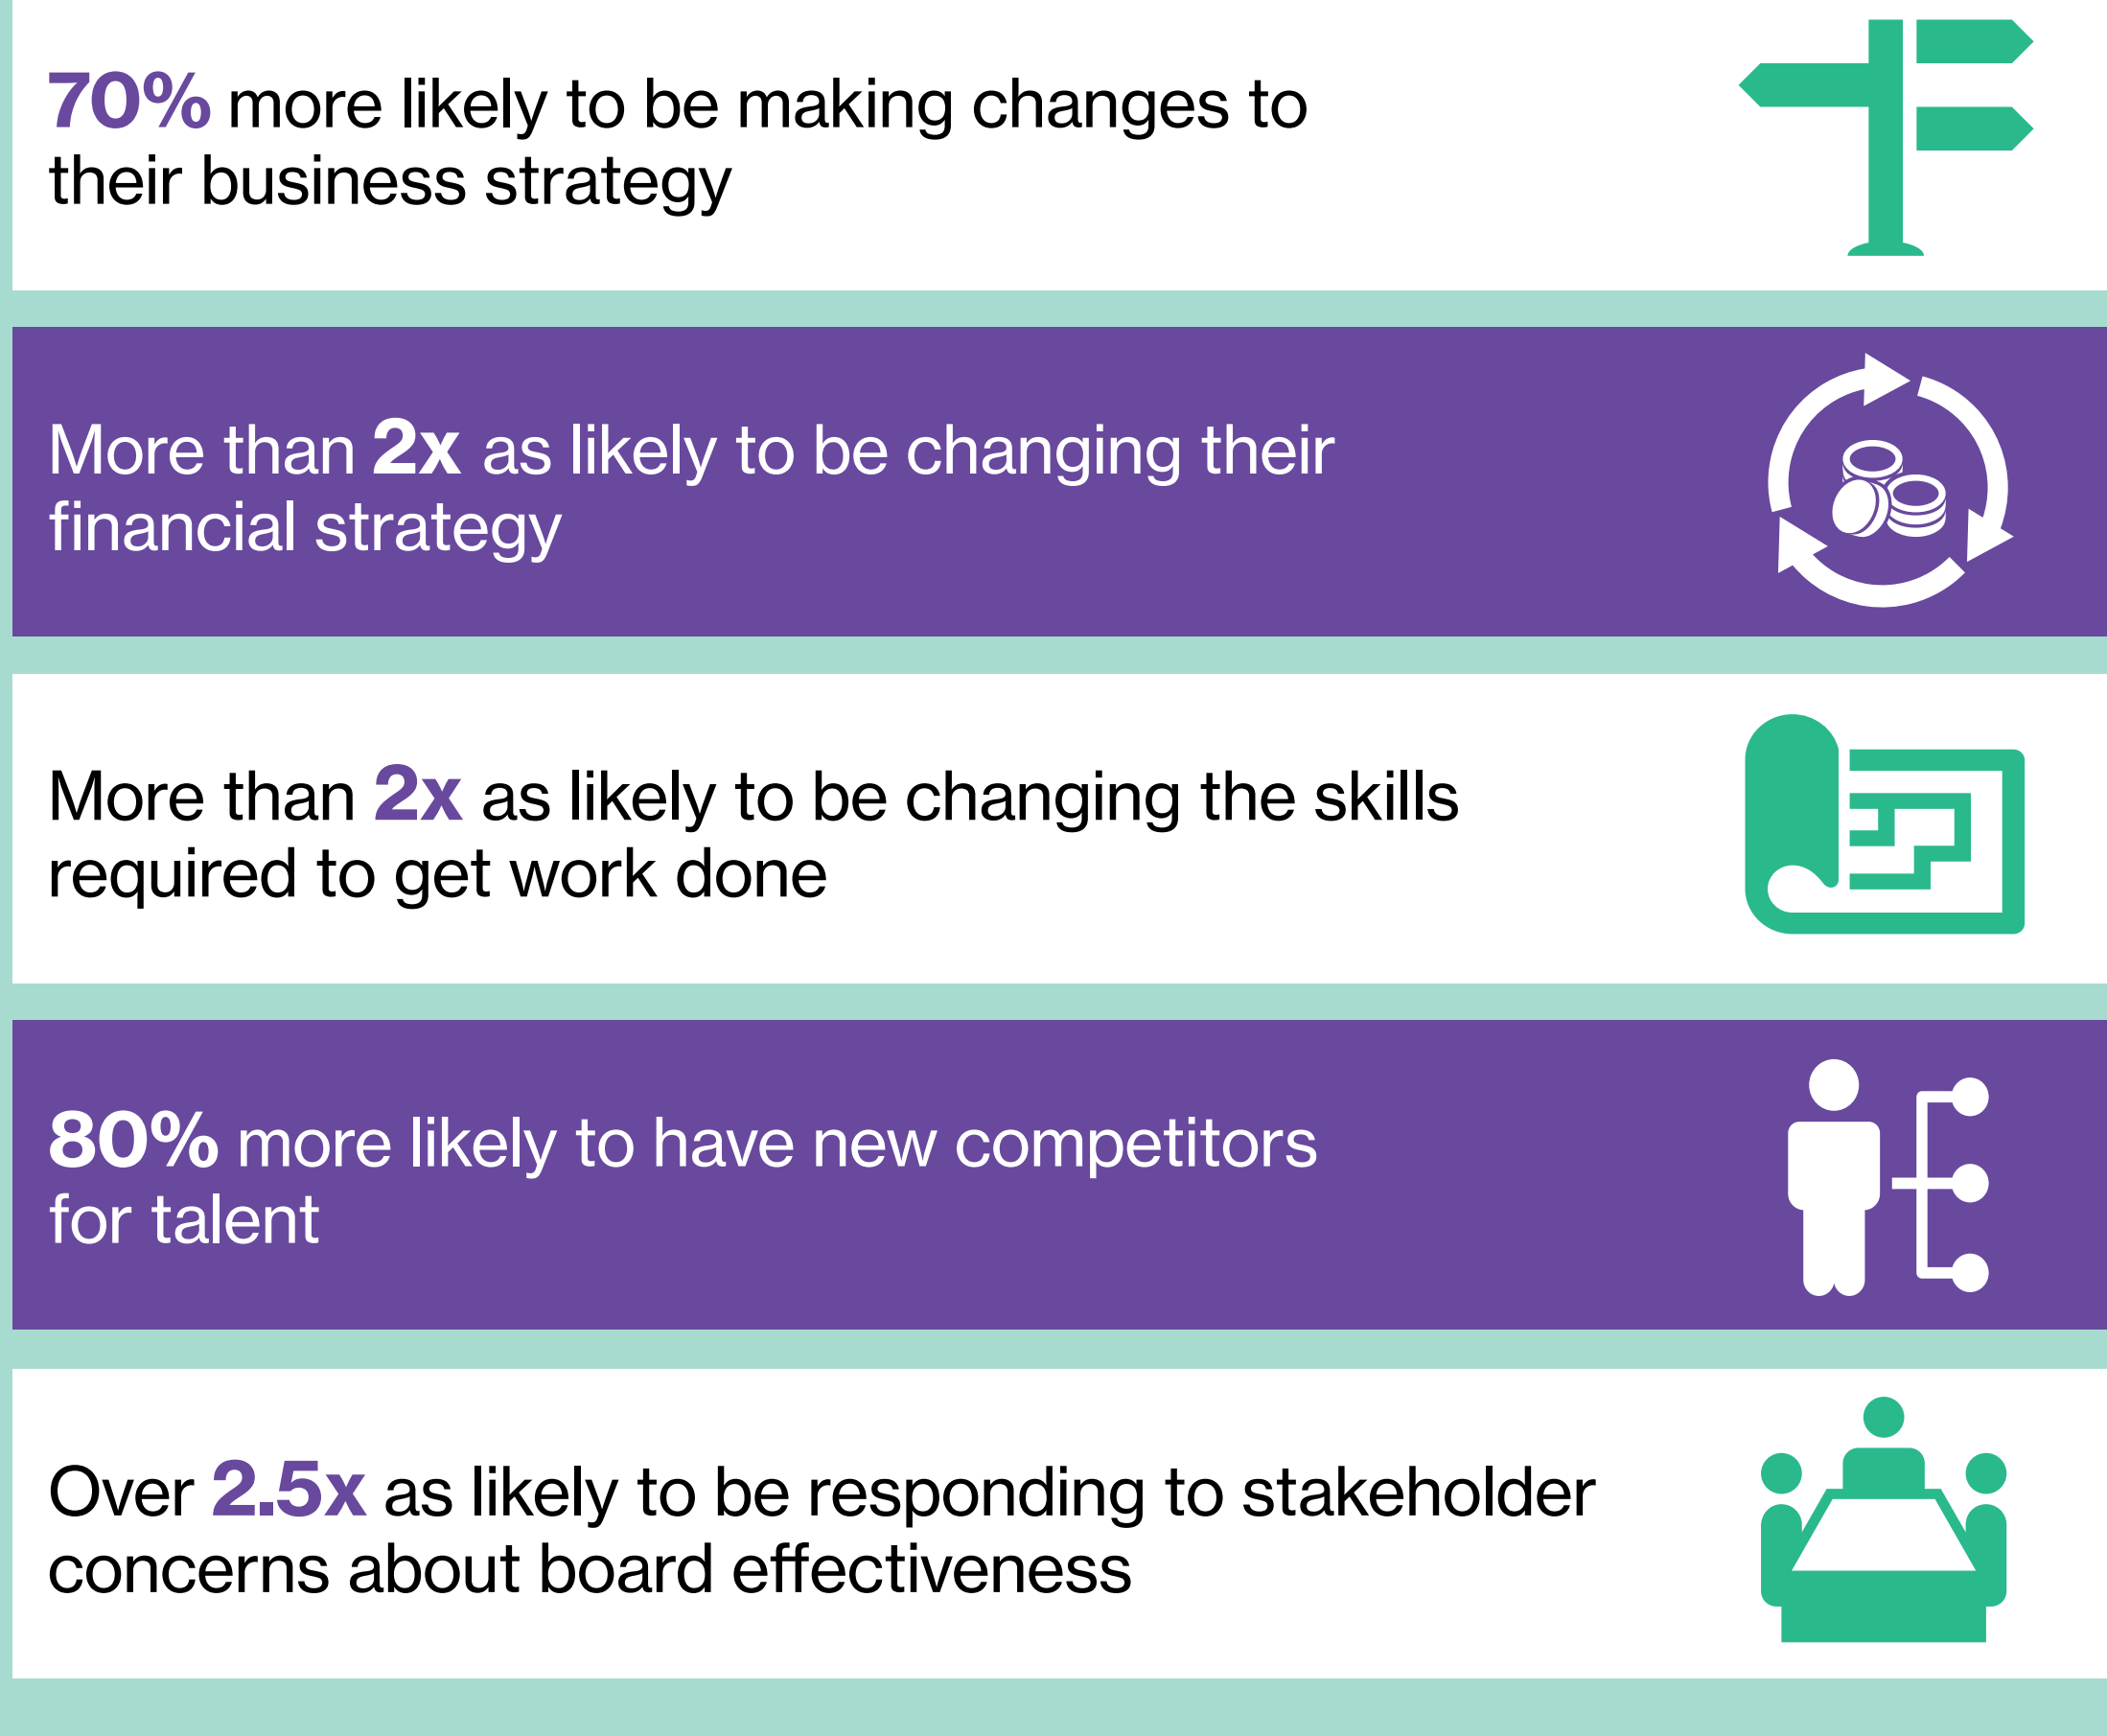 70% more likely to be making changes to
their business strategy
More than 2x as likely to be changing their
financial strategy
More than 2x as likely to be changing the skills
required to get work done
80% more likely to have new competitors
for talent
Over 2.5x as likely to be responding to stakeholder
concerns about board effectiveness